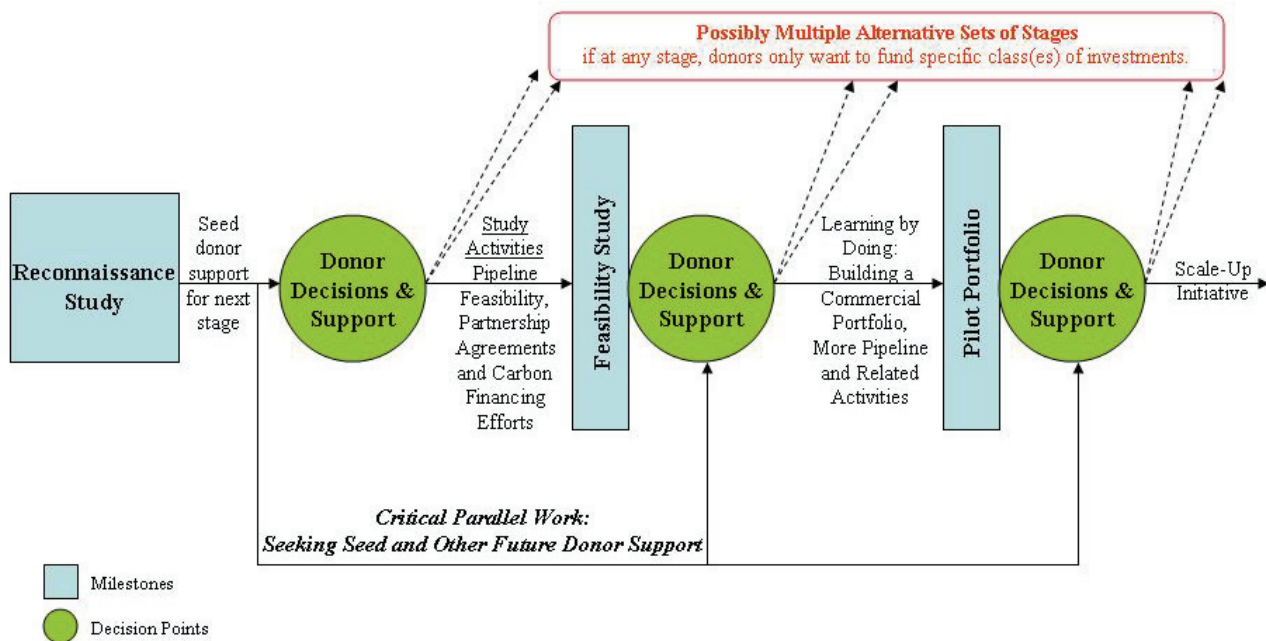 Possibly Multiple Alternative Sets of Stages
if at any stage, donors only want to fund specific class(es) of investments.
Reconnaissance
Study
Seed
donor
support
for next
stage
Donor
Decisions &
Support
Study
Activities
Pipeline
Feasibility,
Partnership
Agreements
and Carbon
Financing
Efforts
Feasibility Study
Donor
Decisions &
Support
Learning by
Doing:
Building a
Commercial
Portfolio,
More Pipeline
and Related
Activities
Pilot Portfolio
Donor
Decisions &
Support
Scale-Up
Initiative
Critical Parallel Work:
Seeking Seed and Other Future Donor Support
Milestones
Decision Points